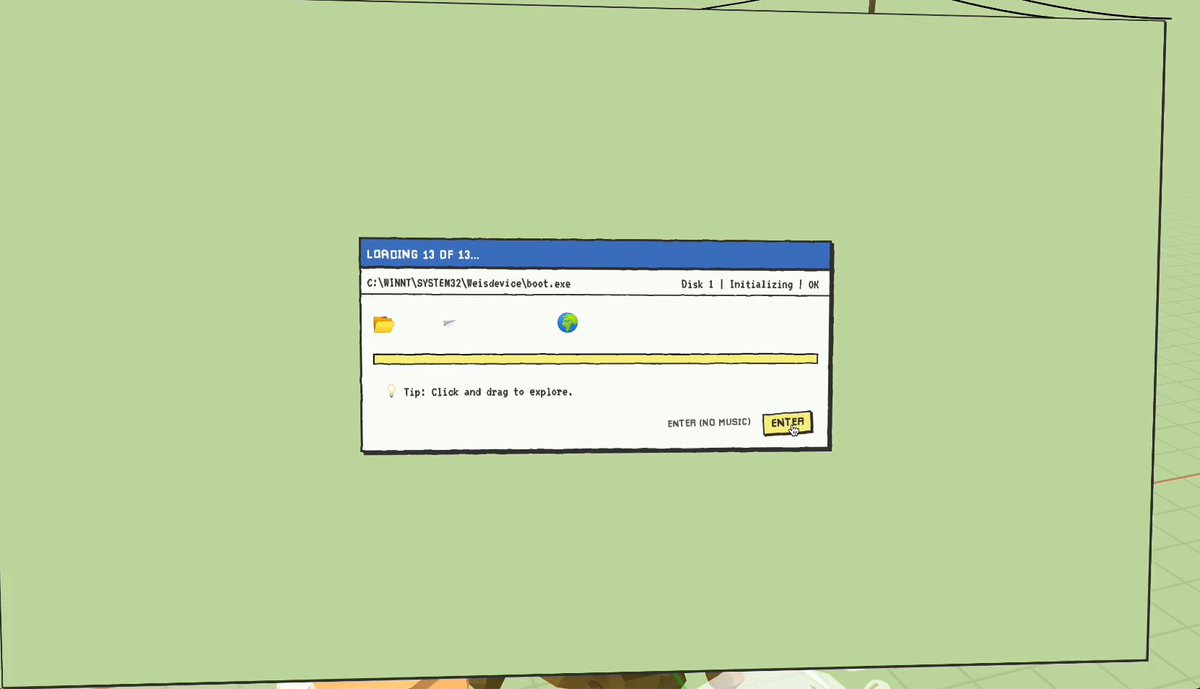 LOADING 13 OF 13...
C:\WINNT\SYSTEM32\Weisdevice\boot.exe Disk 1 | Initializing | OK
Tip: Click and drag to explore.
ENTER (NO MUSIC) ENTER